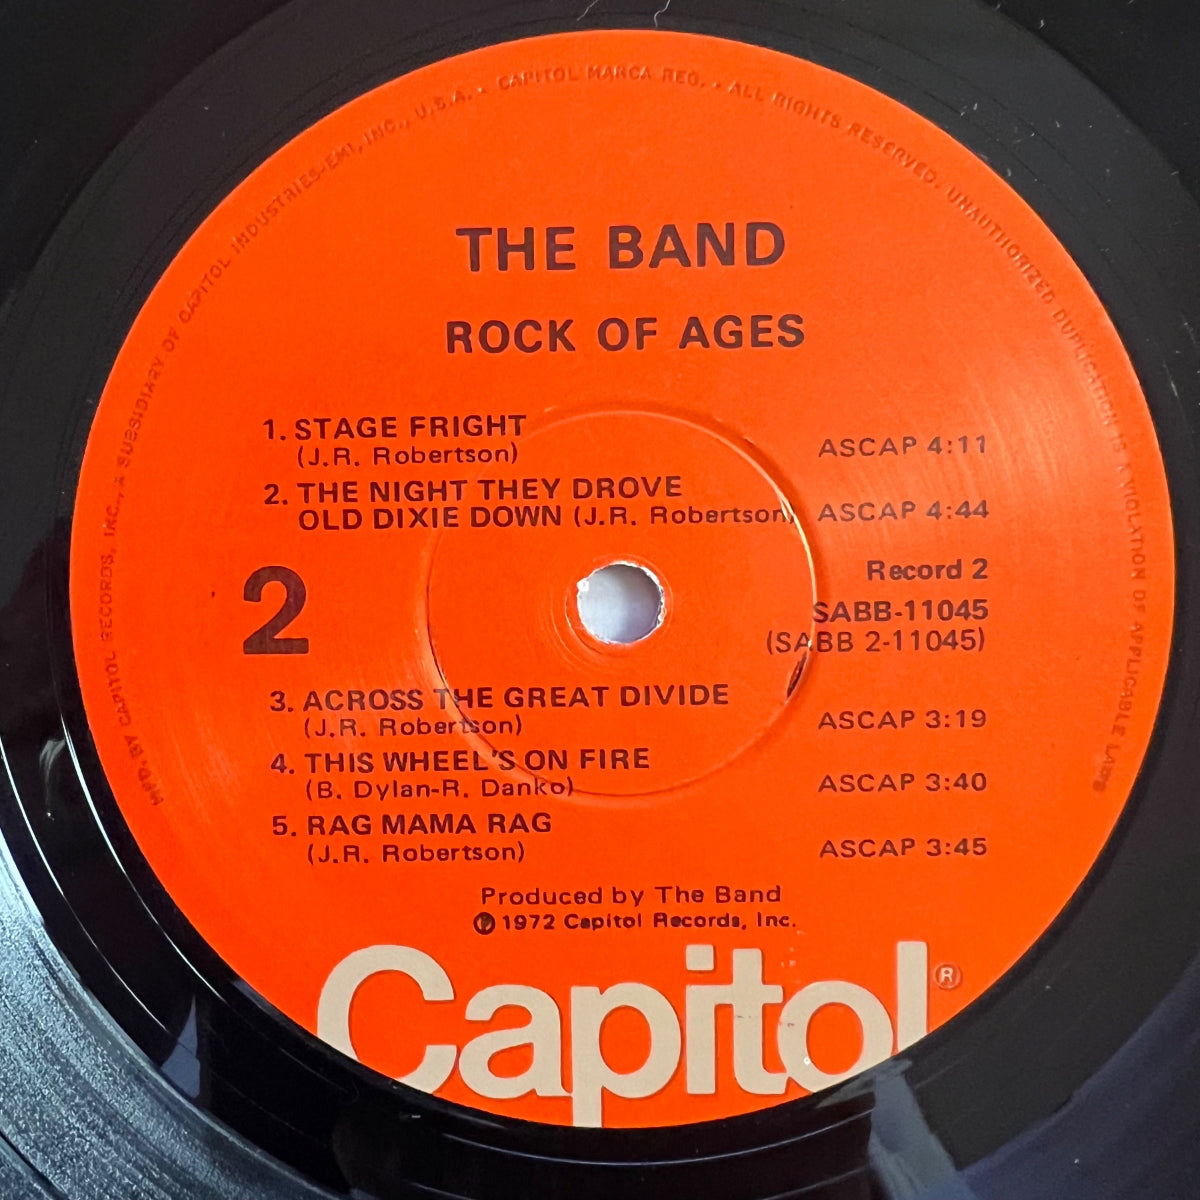 MFD. BY CAPITOL RECORDS, INC., A SUBSIDIARY OF CAPITOL INDUSTRIES-EMI, INC., U.S.A. • CAPITOL MARCA REG. • ALL RIGHTS RESERVED. UNAUTHORIZED DUPLICATION IS A VIOLATION OF APPLICABLE LAWS
THE BAND
ROCK OF AGES
1. STAGE FRIGHT
(J.R. Robertson) ASCAP 4:11
2. THE NIGHT THEY DROVE
OLD DIXIE DOWN (J.R. Robertson) ASCAP 4:44
Record 2
2 SABB-11045
(SABB 2-11045)
3. ACROSS THE GREAT DIVIDE
(J.R. Robertson) ASCAP 3:19
4. THIS WHEEL'S ON FIRE
(B. Dylan-R. Danko) ASCAP 3:40
5. RAG MAMA RAG
(J.R. Robertson) ASCAP 3:45
Produced by The Band
℗ 1972 Capitol Records, Inc.
Capitol®